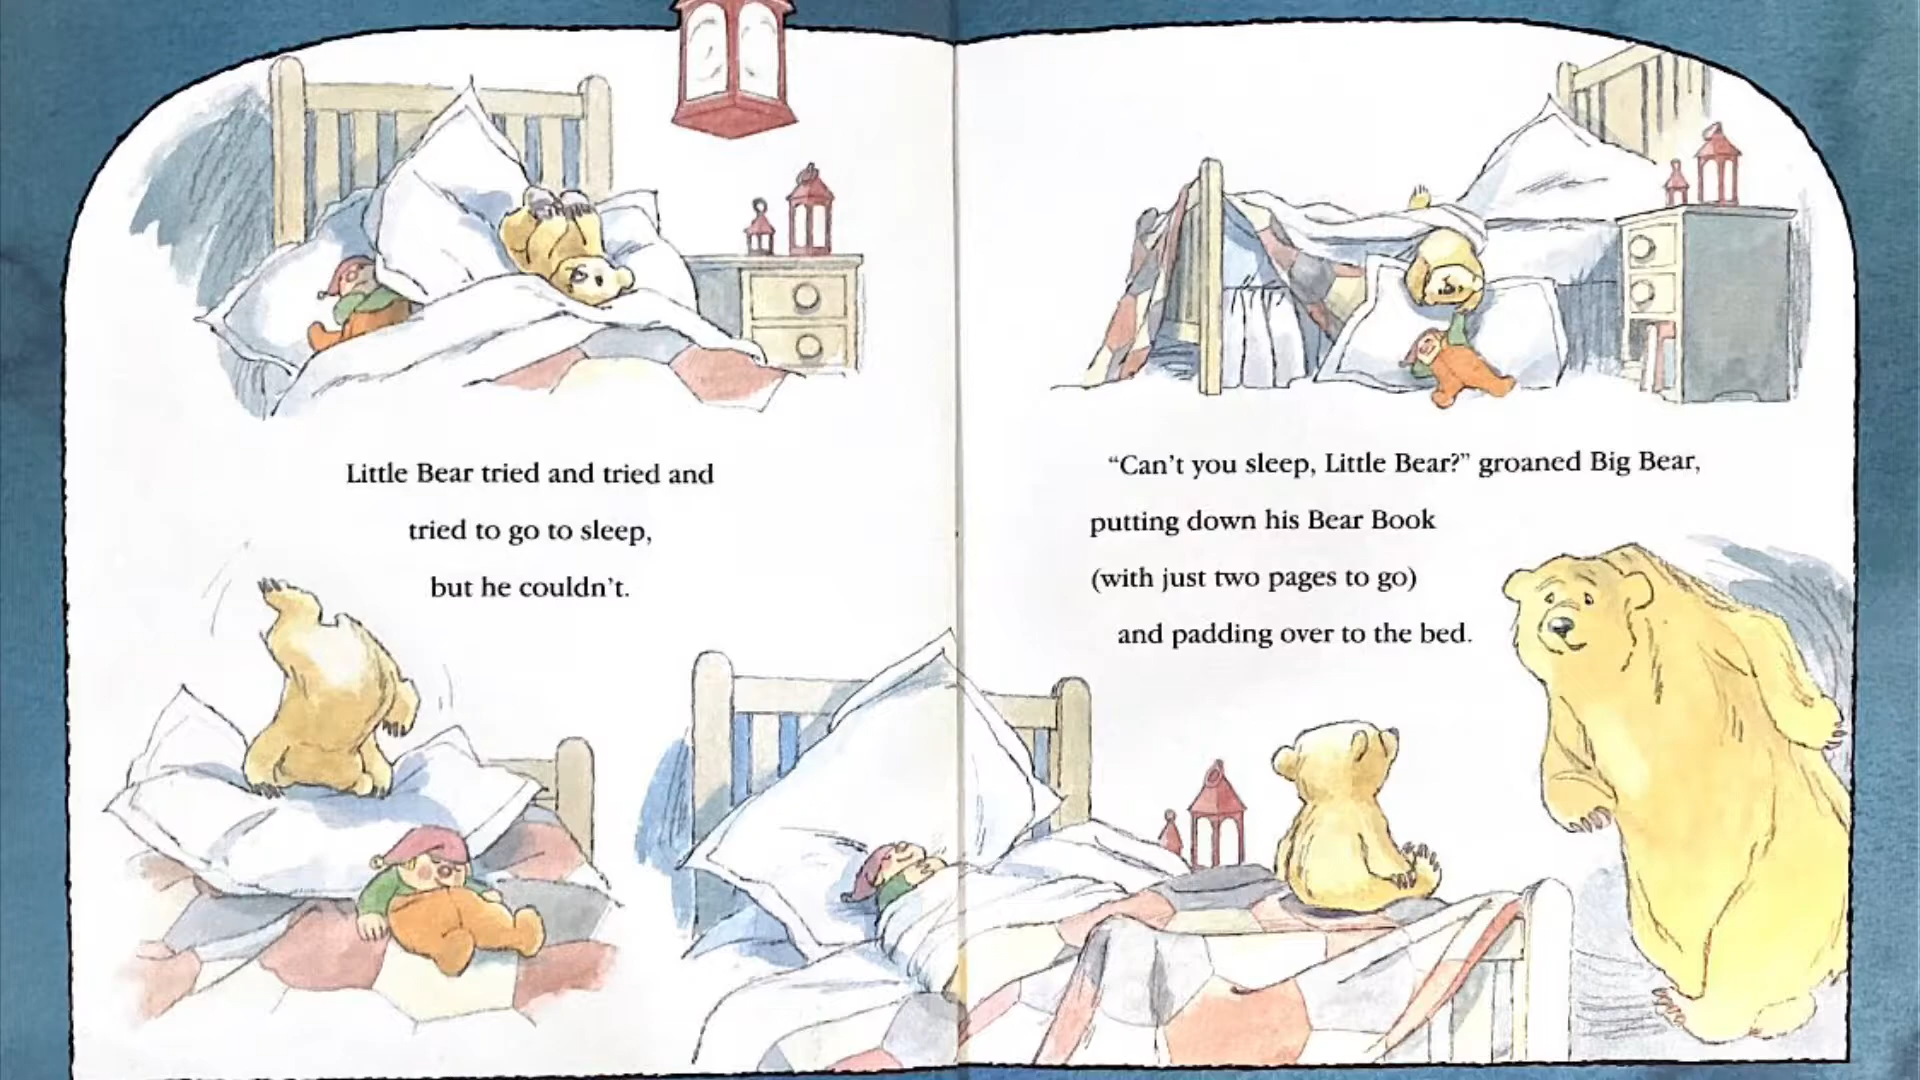 Little Bear tried and tried and
tried to go to sleep,
but he couldn't.
“Can't you sleep, Little Bear?” groaned Big Bear,
putting down his Bear Book
(with just two pages to go)
and padding over to the bed.